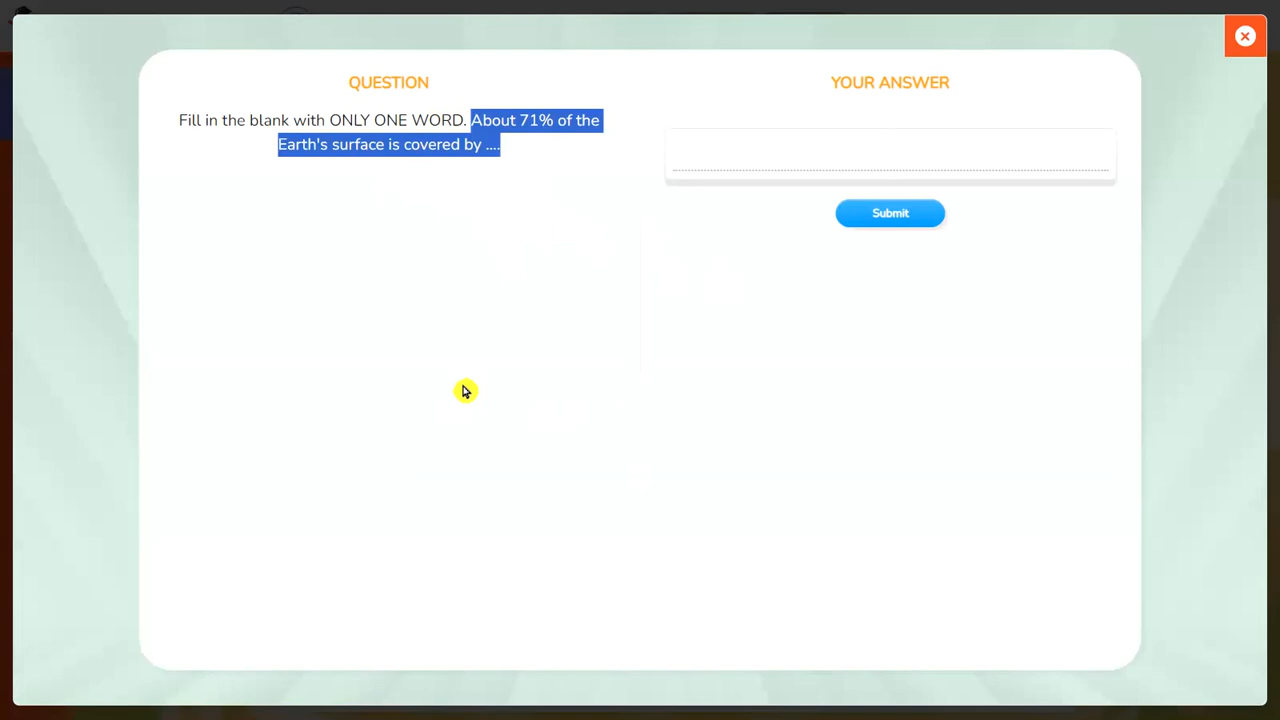 QUESTION
Fill in the blank with ONLY ONE WORD. About 71% of the
Earth's surface is covered by ....
YOUR ANSWER
Submit